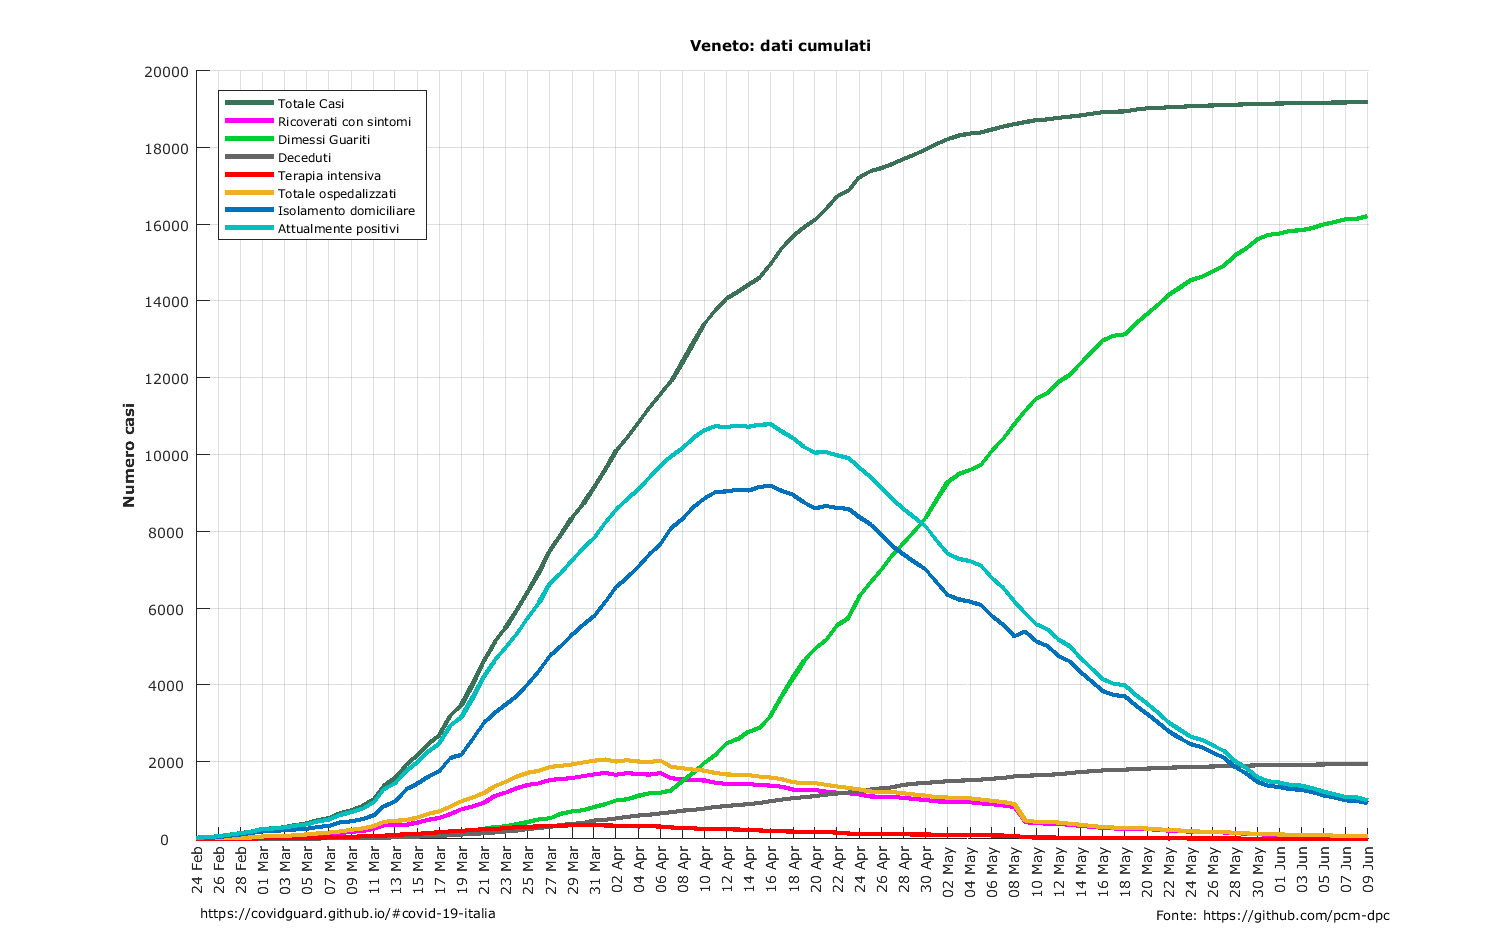 Veneto: dati cumulati
Numero casi
20000
18000
16000
14000
12000
10000
8000
6000
4000
2000
0
Totale Casi
Ricoverati con sintomi
Dimessi Guariti
Deceduti
Terapia intensiva
Totale ospedalizzati
Isolamento domiciliare
Attualmente positivi
24 Feb
26 Feb
28 Feb
01 Mar
03 Mar
05 Mar
07 Mar
09 Mar
11 Mar
13 Mar
15 Mar
17 Mar
19 Mar
21 Mar
23 Mar
25 Mar
27 Mar
29 Mar
31 Mar
02 Apr
04 Apr
06 Apr
08 Apr
10 Apr
12 Apr
14 Apr
16 Apr
18 Apr
20 Apr
22 Apr
24 Apr
26 Apr
28 Apr
30 Apr
02 May
04 May
06 May
08 May
10 May
12 May
14 May
16 May
18 May
20 May
22 May
24 May
26 May
28 May
30 May
01 Jun
03 Jun
05 Jun
07 Jun
09 Jun
https://covidguard.github.io/#covid-19-italia
Fonte: https://github.com/pcm-dpc